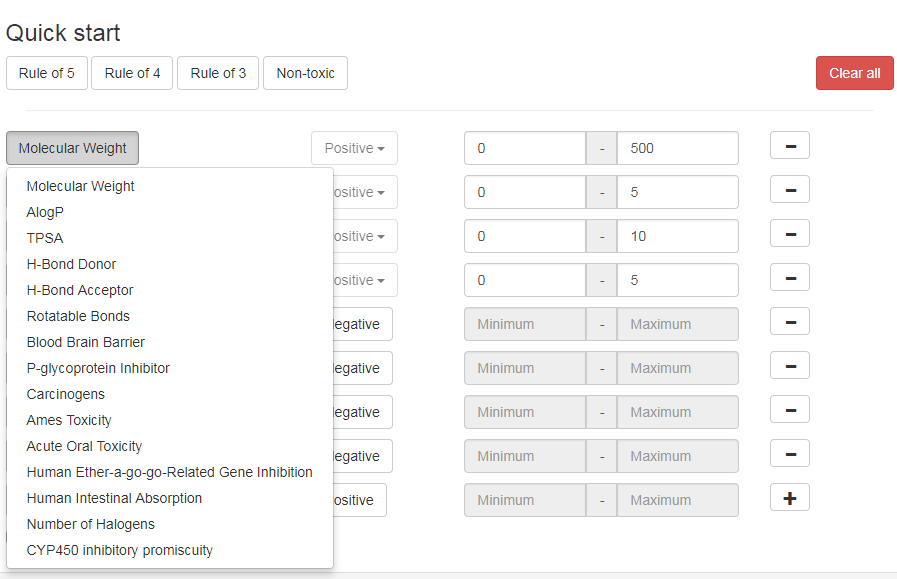 Quick start
Rule of 5 Rule of 4 Rule of 3 Non-toxic Clear all
Molecular Weight Positive 0 - 500
Molecular Weight ositive 0 - 5
AlogP
TPSA ositive 0 - 10
H-Bond Donor
H-Bond Acceptor ositive 0 - 5
Rotatable Bonds egative Minimum - Maximum
Blood Brain Barrier
P-glycoprotein Inhibitor egative Minimum - Maximum
Carcinogens
Ames Toxicity egative Minimum - Maximum
Acute Oral Toxicity egative Minimum - Maximum
Human Ether-a-go-go-Related Gene Inhibition
Human Intestinal Absorption ositive Minimum - Maximum
Number of Halogens
CYP450 inhibitory promiscuity